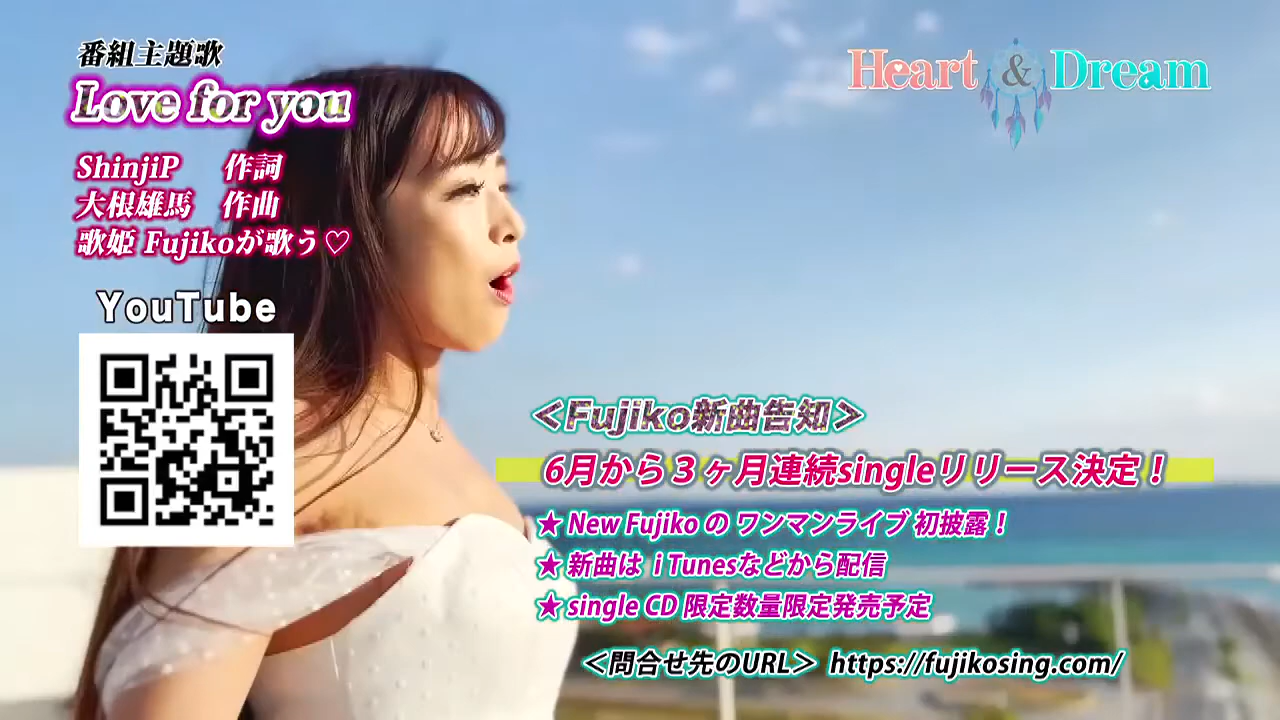 番組主題歌
Love for you
ShinjiP 作詞
大根雄馬 作曲
歌姫 Fujikoが歌う♡
YouTube
Heart & Dream
＜Fujiko新曲告知＞
6月から３ヶ月連続singleリリース決定！
★ New Fujiko の ワンマンライブ 初披露！
★ 新曲は i Tunesなどから配信
★ single CD 限定数量限定発売予定
＜問合せ先のURL＞ https://fujikosing.com/